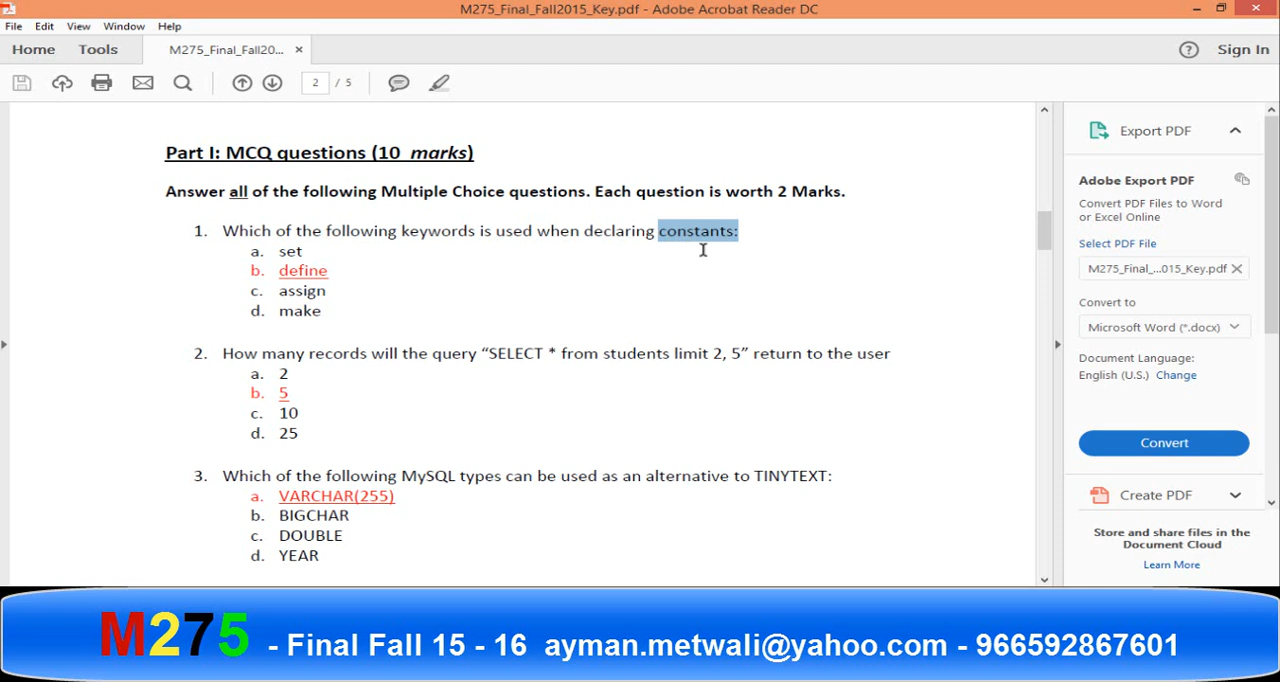 M275_Final_Fall2015_Key.pdf - Adobe Acrobat Reader DC
File Edit View Window Help
Home Tools M275_Final_Fall20... × Sign In
2 / 5
Part I: MCQ questions (10 marks)
Answer all of the following Multiple Choice questions. Each question is worth 2 Marks.
1. Which of the following keywords is used when declaring constants:
a. set
b. define
c. assign
d. make
2. How many records will the query “SELECT * from students limit 2, 5” return to the user
a. 2
b. 5
c. 10
d. 25
3. Which of the following MySQL types can be used as an alternative to TINYTEXT:
a. VARCHAR(255)
b. BIGCHAR
c. DOUBLE
d. YEAR
Export PDF
Adobe Export PDF
Convert PDF Files to Word
or Excel Online
Select PDF File
M275_Final_...015_Key.pdf ×
Convert to
Microsoft Word (*.docx)
Document Language:
English (U.S.) Change
Convert
Create PDF
Store and share files in the
Document Cloud
Learn More
M275 - Final Fall 15 - 16 ayman.metwali@yahoo.com - 966592867601